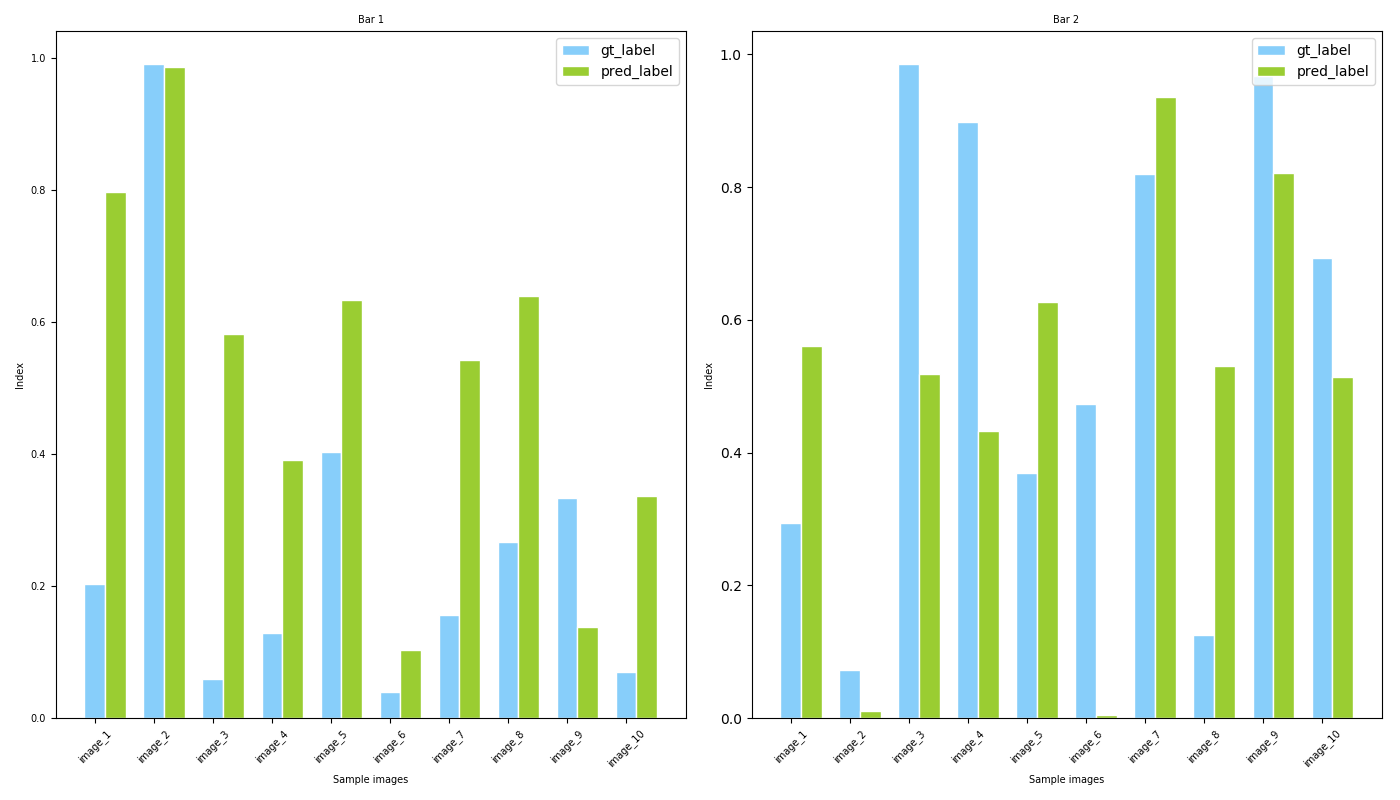 Bar 1
gt_label
pred_label
1.0
0.8
0.6
0.4
0.2
0.0
Index
image_1
image_2
image_3
image_4
image_5
image_6
image_7
image_8
image_9
image_10
Sample images
Bar 2
gt_label
pred_label
1.0
0.8
0.6
0.4
0.2
0.0
Index
image_1
image_2
image_3
image_4
image_5
image_6
image_7
image_8
image_9
image_10
Sample images